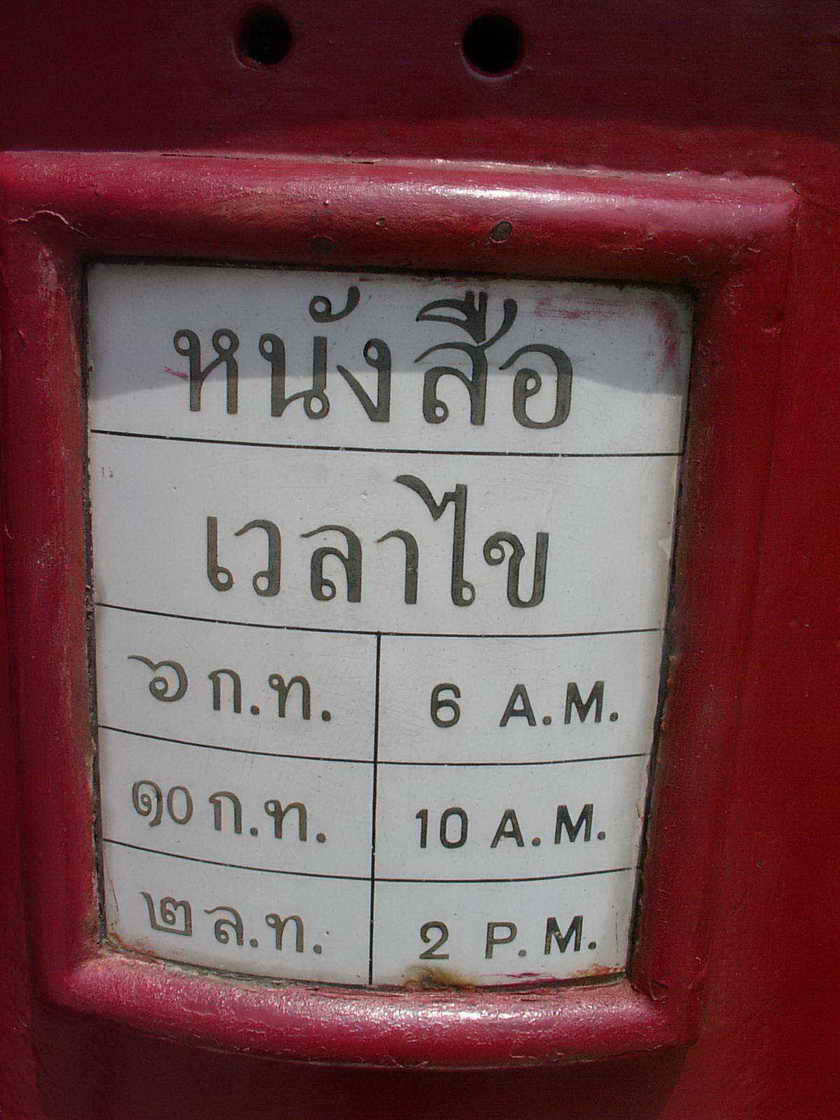 หนังสือ
เวลาไข
๖ ก.ท. 6 A.M.
๑๐ ก.ท. 10 A.M.
๒ ล.ท. 2 P.M.